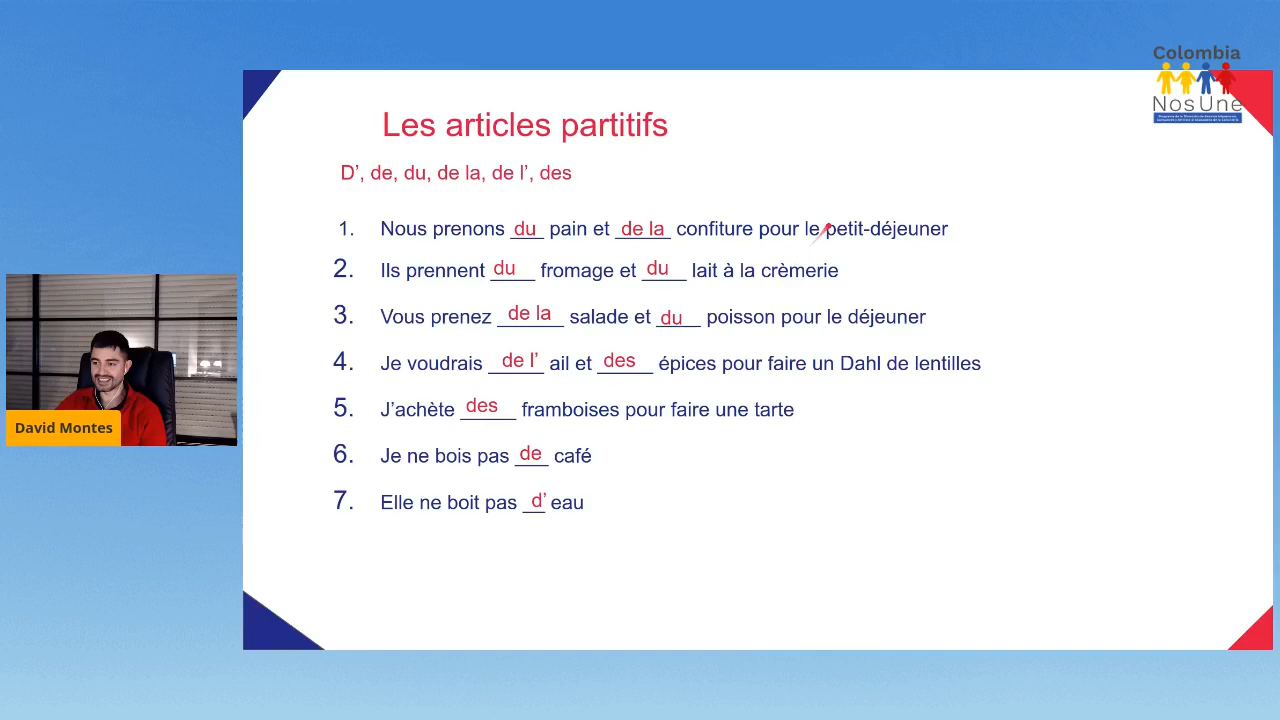 Colombia
NosUne
Les articles partitifs
D', de, du, de la, de l', des
1. Nous prenons du pain et de la confiture pour le petit-déjeuner
2. Ils prennent du fromage et du lait à la crèmerie
3. Vous prenez de la salade et du poisson pour le déjeuner
4. Je voudrais de l' ail et des épices pour faire un Dahl de lentilles
5. J'achète des framboises pour faire une tarte
6. Je ne bois pas de café
7. Elle ne boit pas d' eau
David Montes